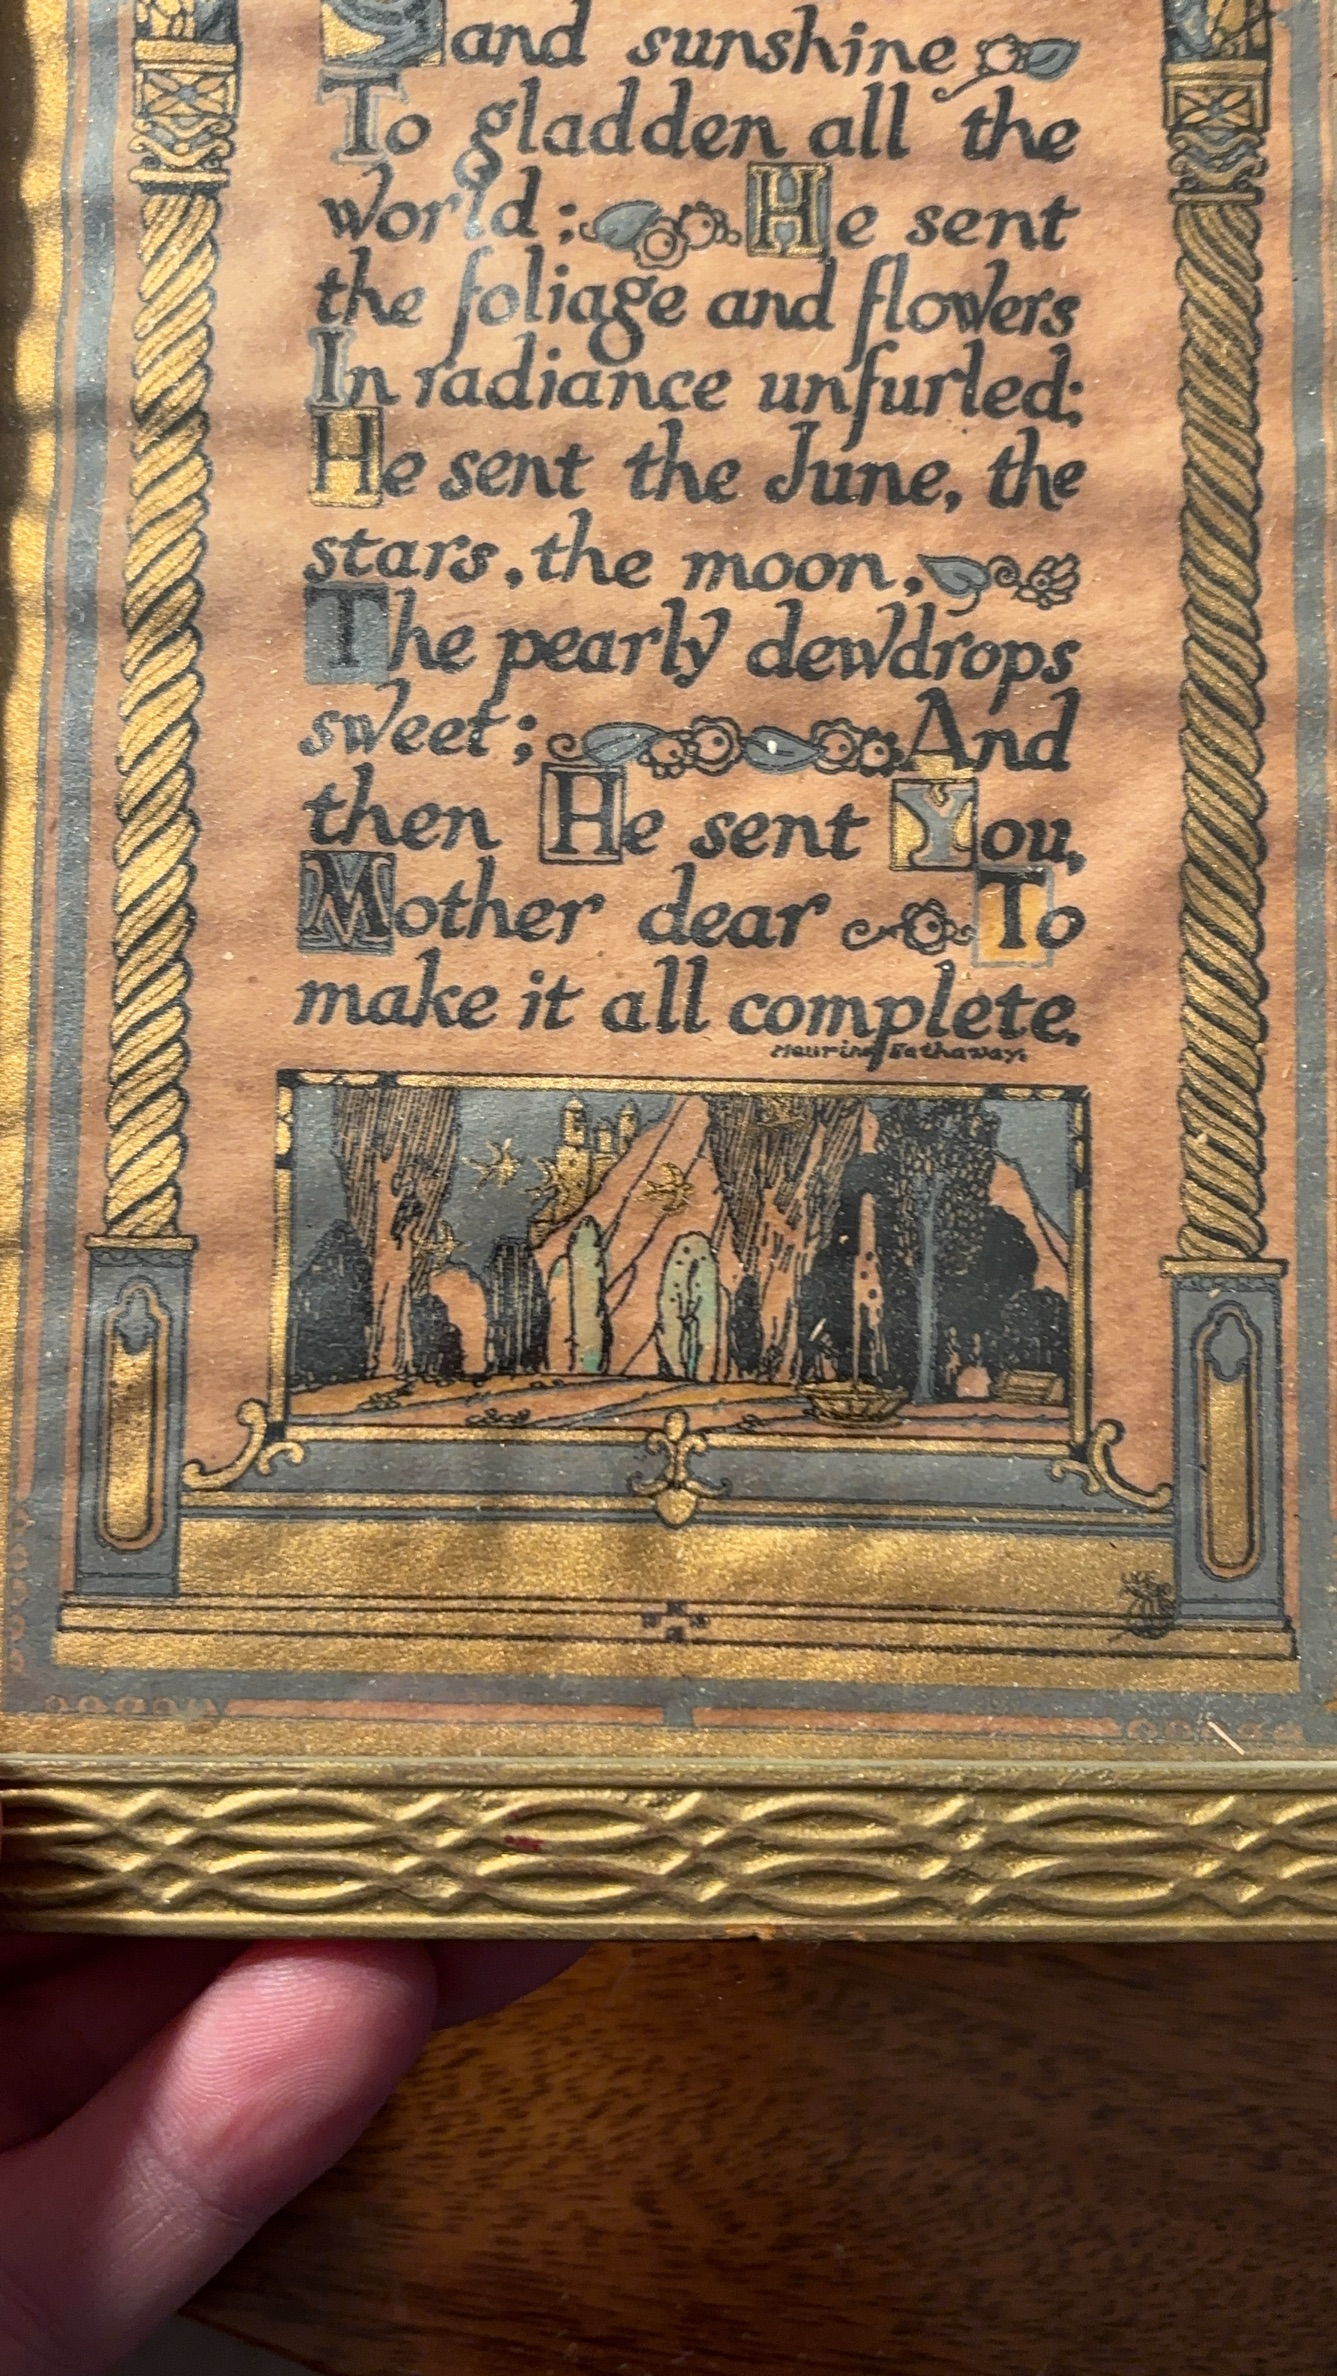 and sunshine
To gladden all the
world; He sent
the foliage and flowers
In radiance unfurled;
He sent the June, the
stars, the moon,
The pearly dewdrops
sweet; And
then He sent You,
Mother dear To
make it all complete.
Maurine Hathaway.